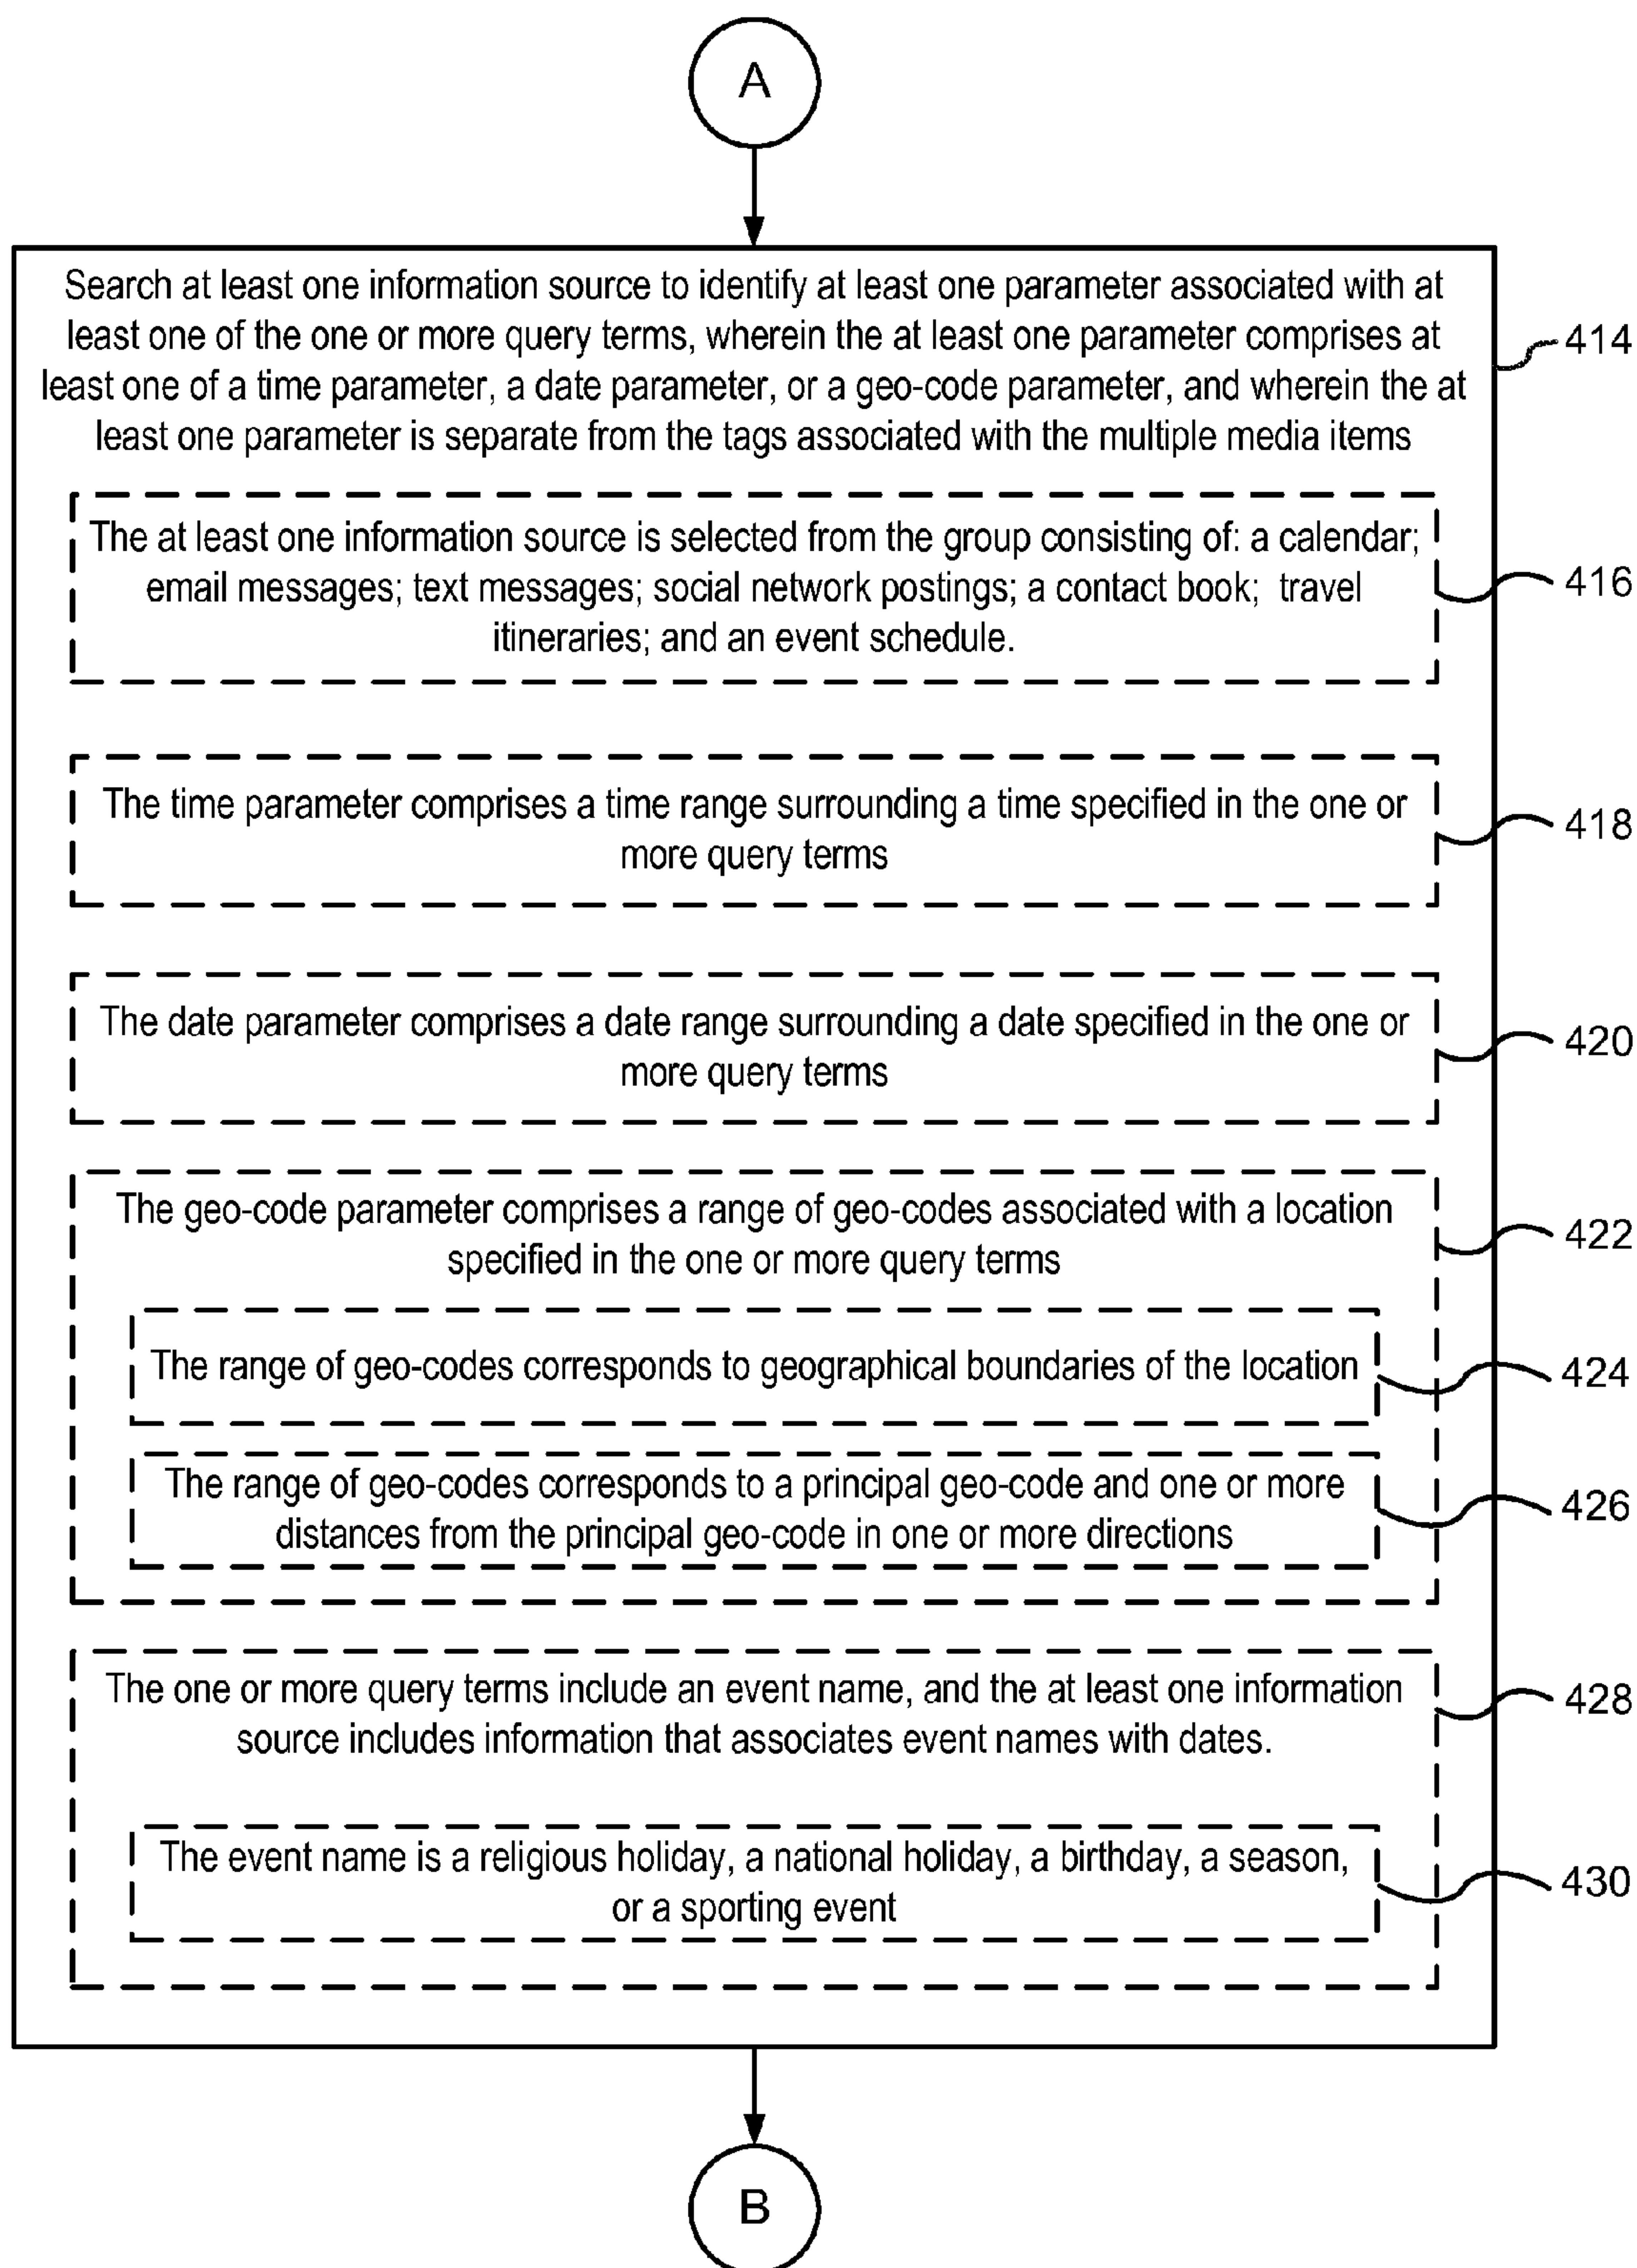 A
Search at least one information source to identify at least one parameter associated with at
least one of the one or more query terms, wherein the at least one parameter comprises at
least one of a time parameter, a date parameter, or a geo-code parameter, and wherein the at
least one parameter is separate from the tags associated with the multiple media items
414
The at least one information source is selected from the group consisting of: a calendar;
email messages; text messages; social network postings; a contact book; travel
itineraries; and an event schedule.
416
The time parameter comprises a time range surrounding a time specified in the one or
more query terms
418
The date parameter comprises a date range surrounding a date specified in the one or
more query terms
420
The geo-code parameter comprises a range of geo-codes associated with a location
specified in the one or more query terms
422
The range of geo-codes corresponds to geographical boundaries of the location
424
The range of geo-codes corresponds to a principal geo-code and one or more
distances from the principal geo-code in one or more directions
426
The one or more query terms include an event name, and the at least one information
source includes information that associates event names with dates.
428
The event name is a religious holiday, a national holiday, a birthday, a season,
or a sporting event
430
B